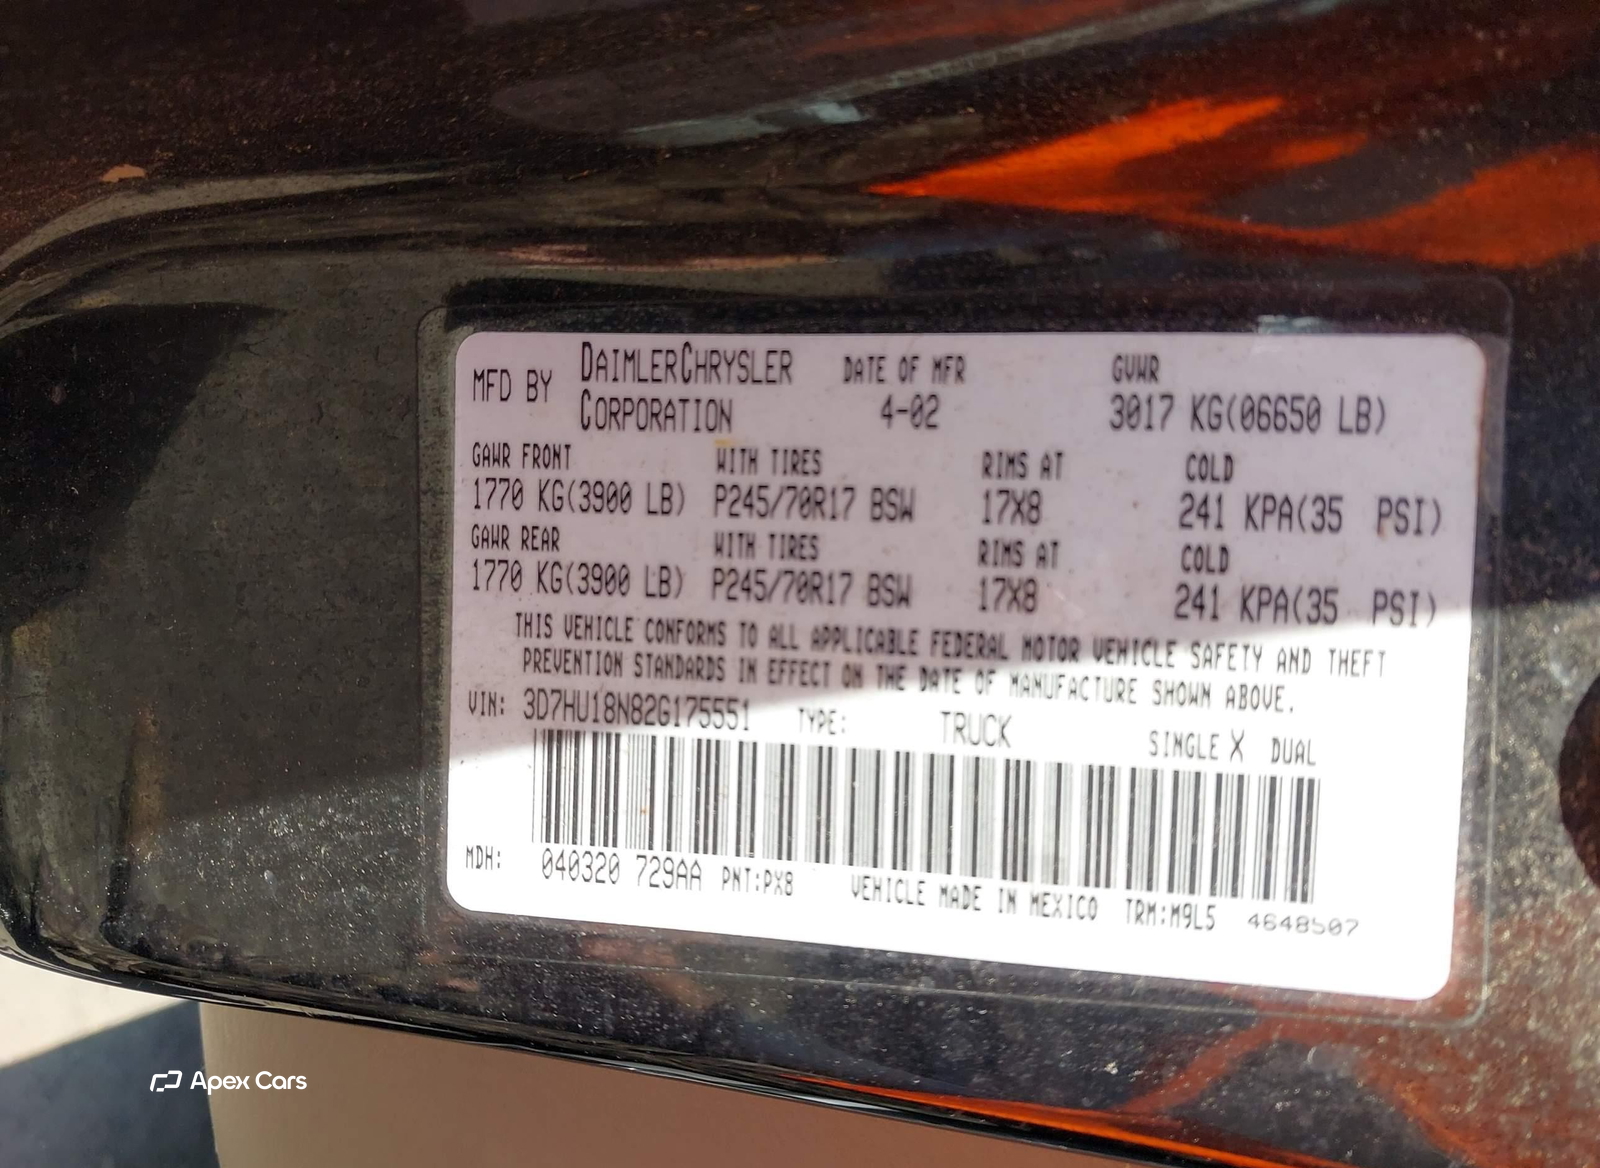 MFD BY DAIMLERCHRYSLER CORPORATION DATE OF MFR 4-02 GVWR 3017 KG(06650 LB)
GAWR FRONT WITH TIRES RIMS AT COLD
1770 KG(3900 LB) P245/70R17 BSW 17X8 241 KPA(35 PSI)
GAWR REAR WITH TIRES RIMS AT COLD
1770 KG(3900 LB) P245/70R17 BSW 17X8 241 KPA(35 PSI)
THIS VEHICLE CONFORMS TO ALL APPLICABLE FEDERAL MOTOR VEHICLE SAFETY AND THEFT
PREVENTION STANDARDS IN EFFECT ON THE DATE OF MANUFACTURE SHOWN ABOVE.
VIN: 3D7HU18N82G175551 TYPE: TRUCK SINGLE X DUAL
MDH: 040320 729AA PNT:PX8 VEHICLE MADE IN MEXICO TRM:M9L5 4648507
Apex Cars